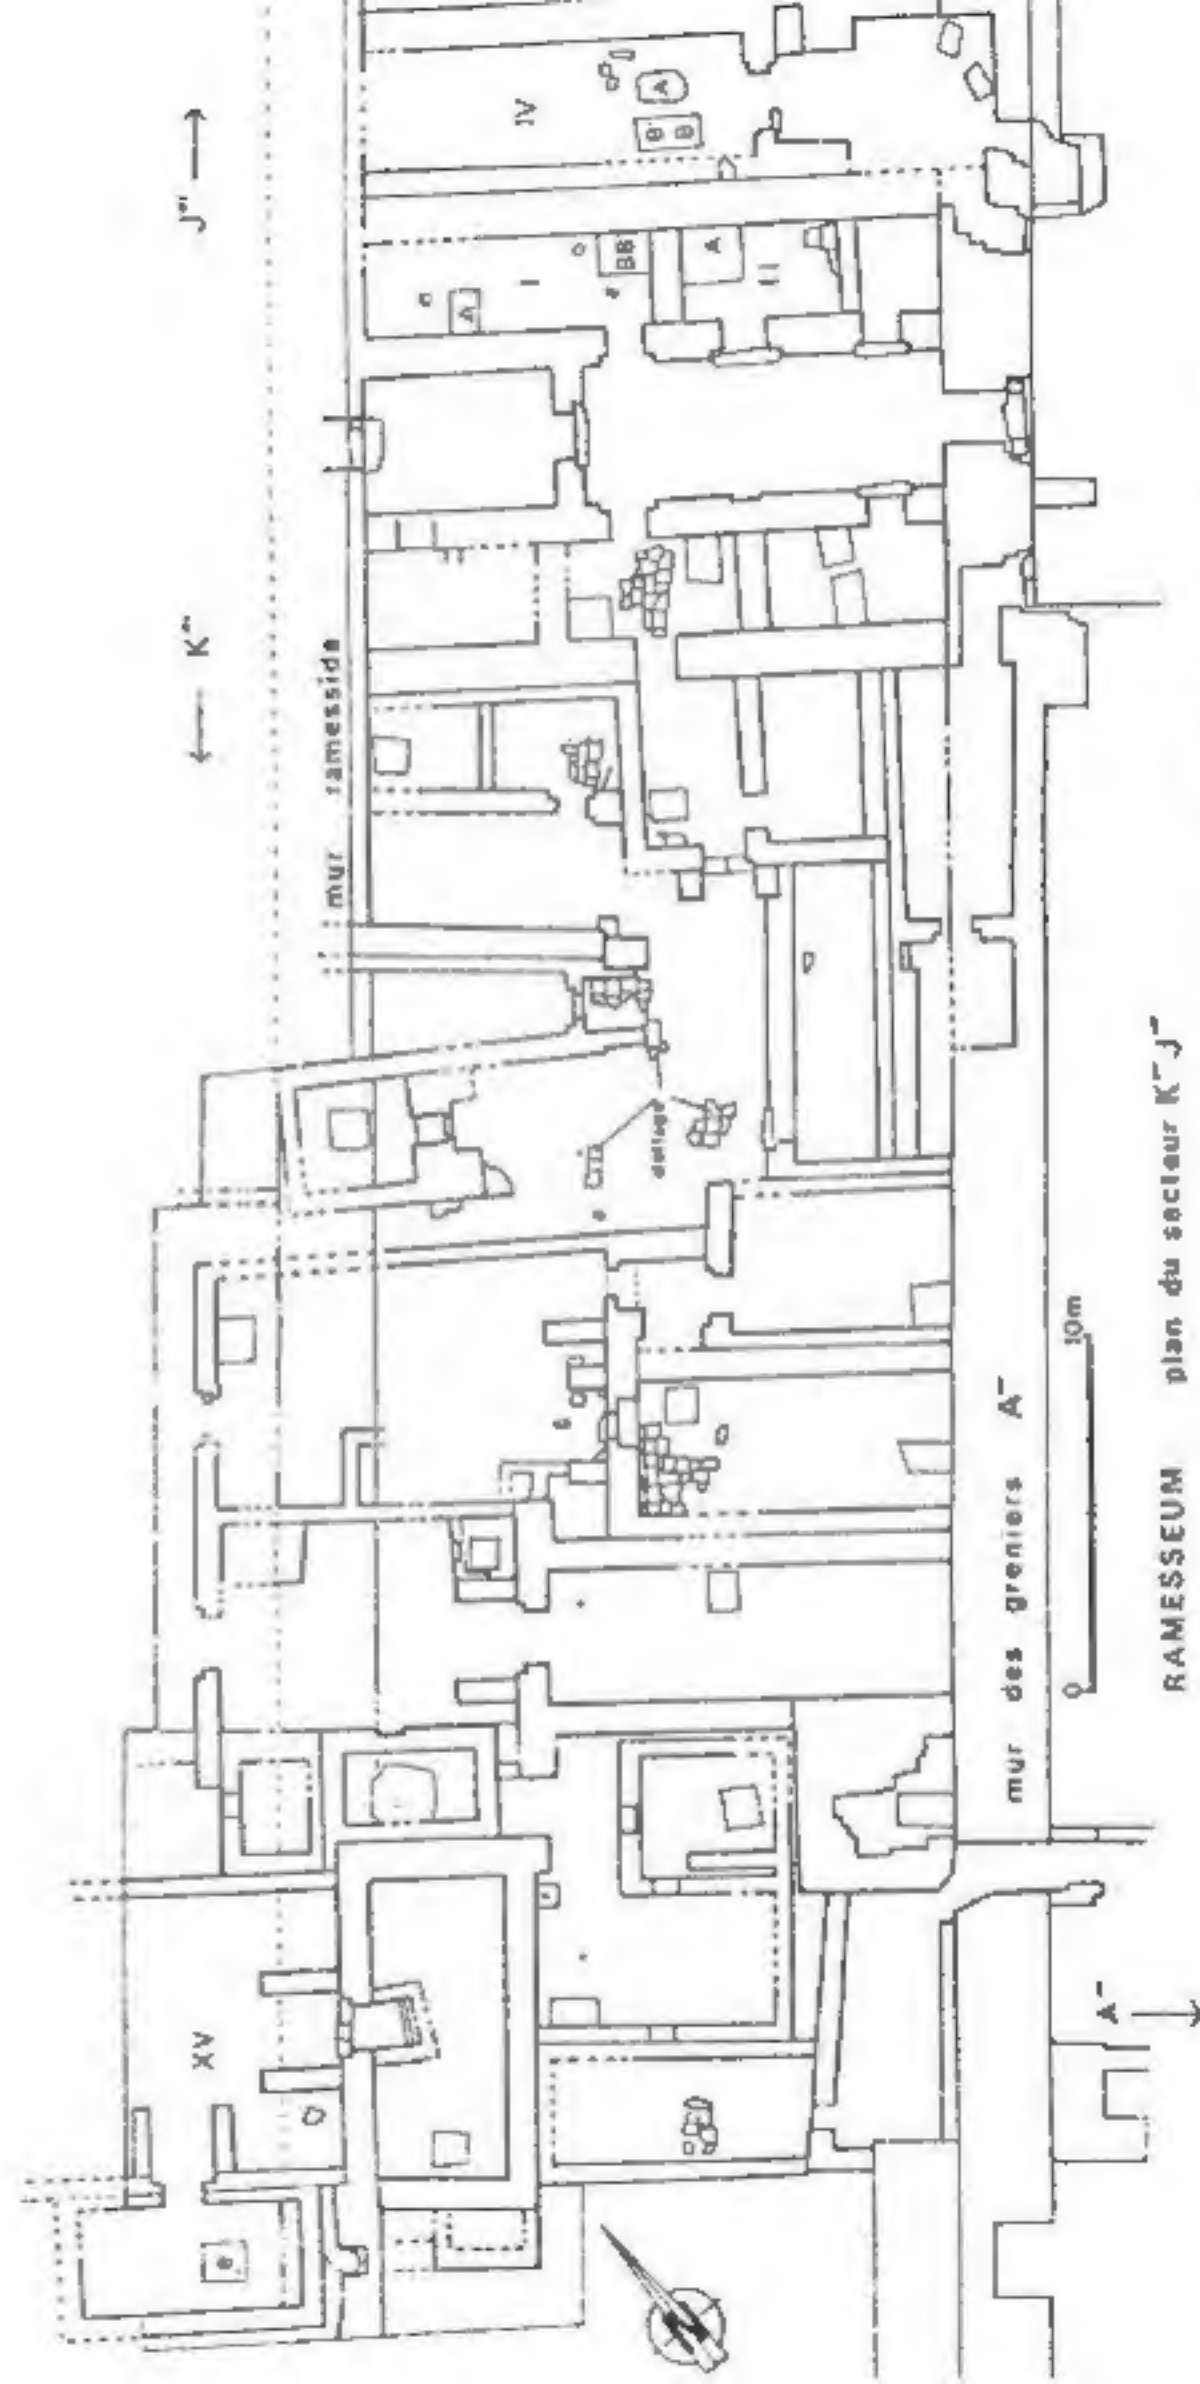 J"'
K"'
mur ramesside
IV
A
B B
I
A
BB
II
A
dallage
XV
B
mur des greniers A"
0 10m
A"
RAMESSEUM plan du secteur K" J"